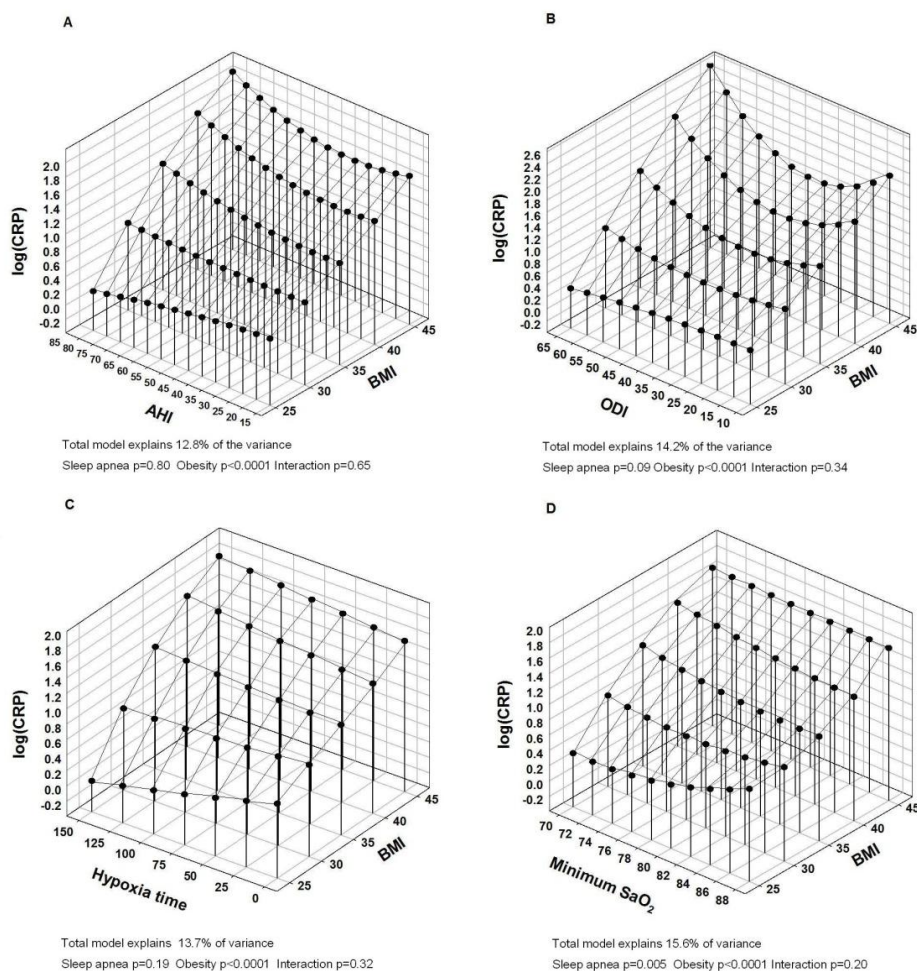 A
log(CRP)
2.0
1.8
1.6
1.4
1.2
1.0
0.8
0.6
0.4
0.2
0.0
-0.2
85 80 75 70 65 60 55 50 45 40 35 30 25 20 15
AHI
25 30 35 40 45
BMI
Total model explains 12.8% of the variance
Sleep apnea p=0.80 Obesity p<0.0001 Interaction p=0.65
B
log(CRP)
2.6
2.4
2.2
2.0
1.8
1.6
1.4
1.2
1.0
0.8
0.6
0.4
0.2
0.0
-0.2
65 60 55 50 45 40 35 30 25 20 15 10
ODI
25 30 35 40 45
BMI
Total model explains 14.2% of the variance
Sleep apnea p=0.09 Obesity p<0.0001 Interaction p=0.34
C
log(CRP)
2.0
1.8
1.6
1.4
1.2
1.0
0.8
0.6
0.4
0.2
0.0
-0.2
150 125 100 75 50 25 0
Hypoxia time
25 30 35 40 45
BMI
Total model explains 13.7% of variance
Sleep apnea p=0.19 Obesity p<0.0001 Interaction p=0.32
D
log(CRP)
2.0
1.8
1.6
1.4
1.2
1.0
0.8
0.6
0.4
0.2
0.0
-0.2
70 72 74 76 78 80 82 84 86 88
Minimum SaO₂
25 30 35 40 45
BMI
Total model explains 15.6% of variance
Sleep apnea p=0.005 Obesity p<0.0001 Interaction p=0.20